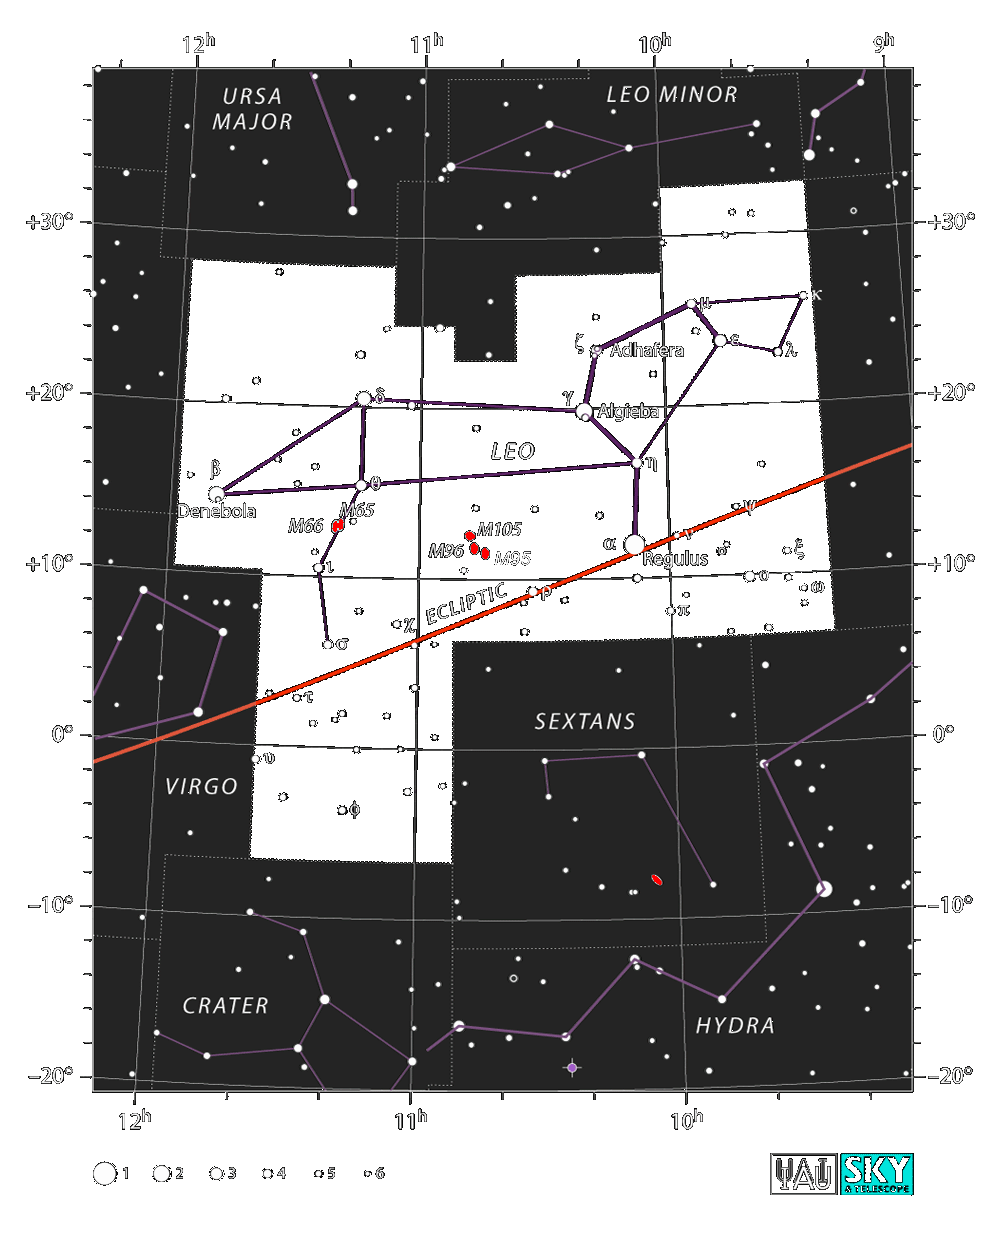 12h 11h 10h 9h
URSA
MAJOR
LEO MINOR
+30° +30°
κ
μ
ζ Adhafera ε λ
+20° +20°
δ γ Algieba
LEO η
β
θ
Denebola M65
M66 ψ
M105 ν
M96 M95 α Regulus ξ
+10° ι ο +10°
ω
ρ π
ECLIPTIC
χ
σ
τ
SEXTANS
0° 0°
υ
VIRGO
φ
−10° −10°
CRATER
HYDRA
−20° −20°
12h 11h 10h
1 2 3 4 5 6
IAU SKY
& TELESCOPE